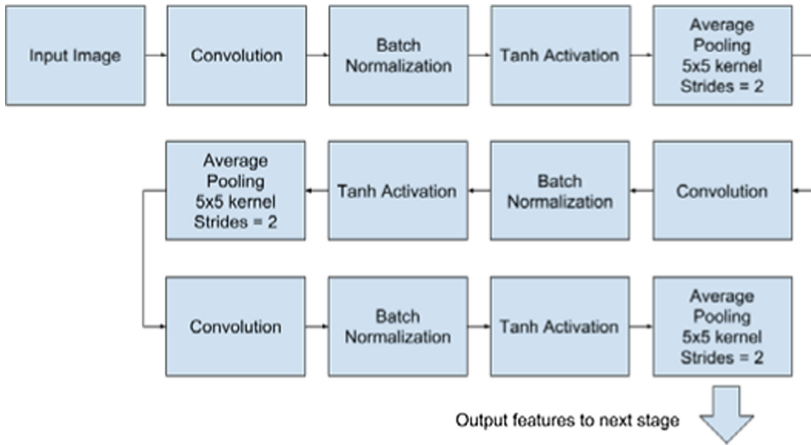 Input Image
Convolution
Batch
Normalization
Tanh Activation
Average
Pooling
5x5 kernel
Strides = 2
Average
Pooling
5x5 kernel
Strides = 2
Tanh Activation
Batch
Normalization
Convolution
Convolution
Batch
Normalization
Tanh Activation
Average
Pooling
5x5 kernel
Strides = 2
Output features to next stage